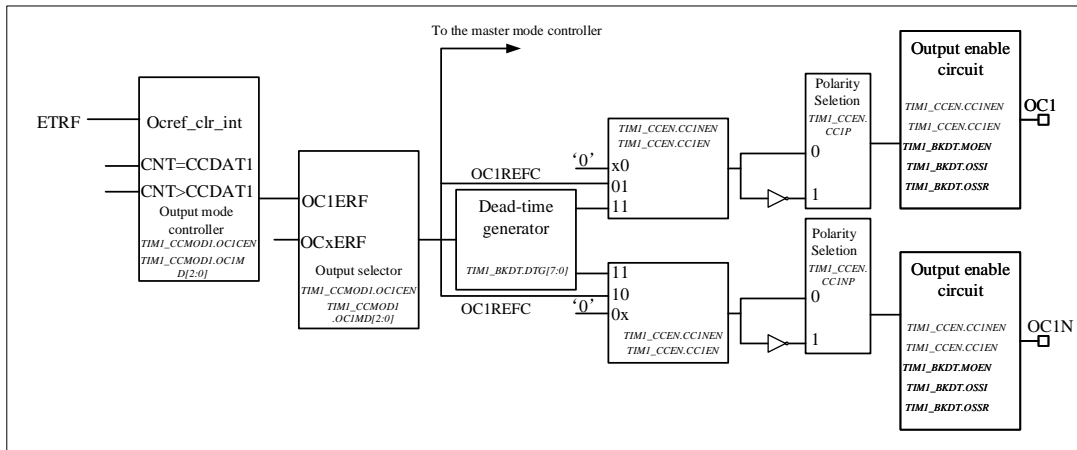 To the master mode controller
ETRF
Ocref_clr_int
CNT=CCDAT1
CNT>CCDAT1
Output mode
controller
TIM1_CCMOD1.OC1CEN
TIM1_CCMOD1.OC1M
D[2:0]
OC1ERF
OCxERF
Output selector
TIM1_CCMOD1.OC1CEN
TIM1_CCMOD1
.OC1MD[2:0]
OC1REFC
Dead-time
generator
TIM1_BKDT.DTG[7:0]
OC1REFC
TIM1_CCEN.CC1NEN
TIM1_CCEN.CC1EN
‘0’
x0
01
11
11
10
‘0’
0x
TIM1_CCEN.CC1NEN
TIM1_CCEN.CC1EN
Polarity
Seletion
TIM1_CCEN.
CC1P
0
1
Polarity
Seletion
TIM1_CCEN.
CC1NP
0
1
Output enable
circuit
TIM1_CCEN.CC1NEN
TIM1_CCEN.CC1EN
TIM1_BKDT.MOEN
TIM1_BKDT.OSSI
TIM1_BKDT.OSSR
OC1
Output enable
circuit
TIM1_CCEN.CC1NEN
TIM1_CCEN.CC1EN
TIM1_BKDT.MOEN
TIM1_BKDT.OSSI
TIM1_BKDT.OSSR
OC1N